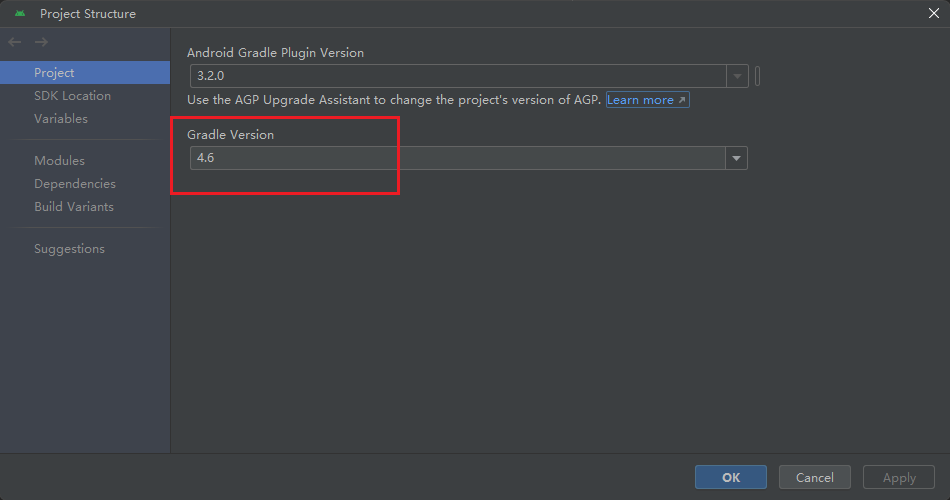 Project Structure
Project
SDK Location
Variables
Modules
Dependencies
Build Variants
Suggestions
Android Gradle Plugin Version
3.2.0
Use the AGP Upgrade Assistant to change the project's version of AGP. Learn more ↗
Gradle Version
4.6
OK
Cancel
Apply